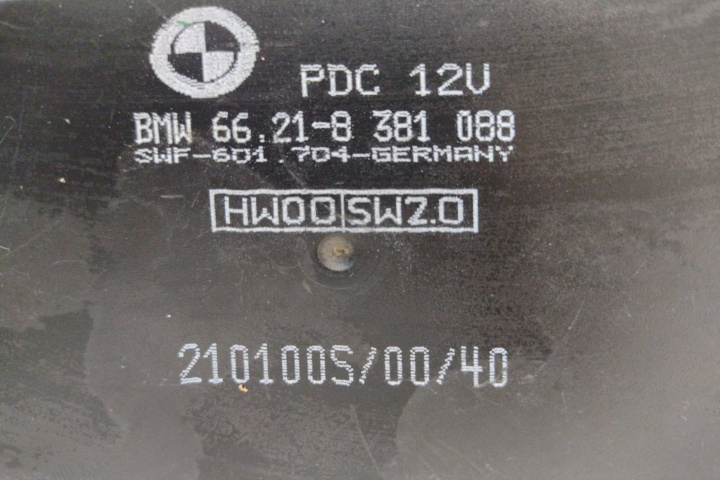 PDC 12V
BMW 66.21-8 381 088
SWF-601.704-GERMANY
HW00 SW2.0
210100S/00/40